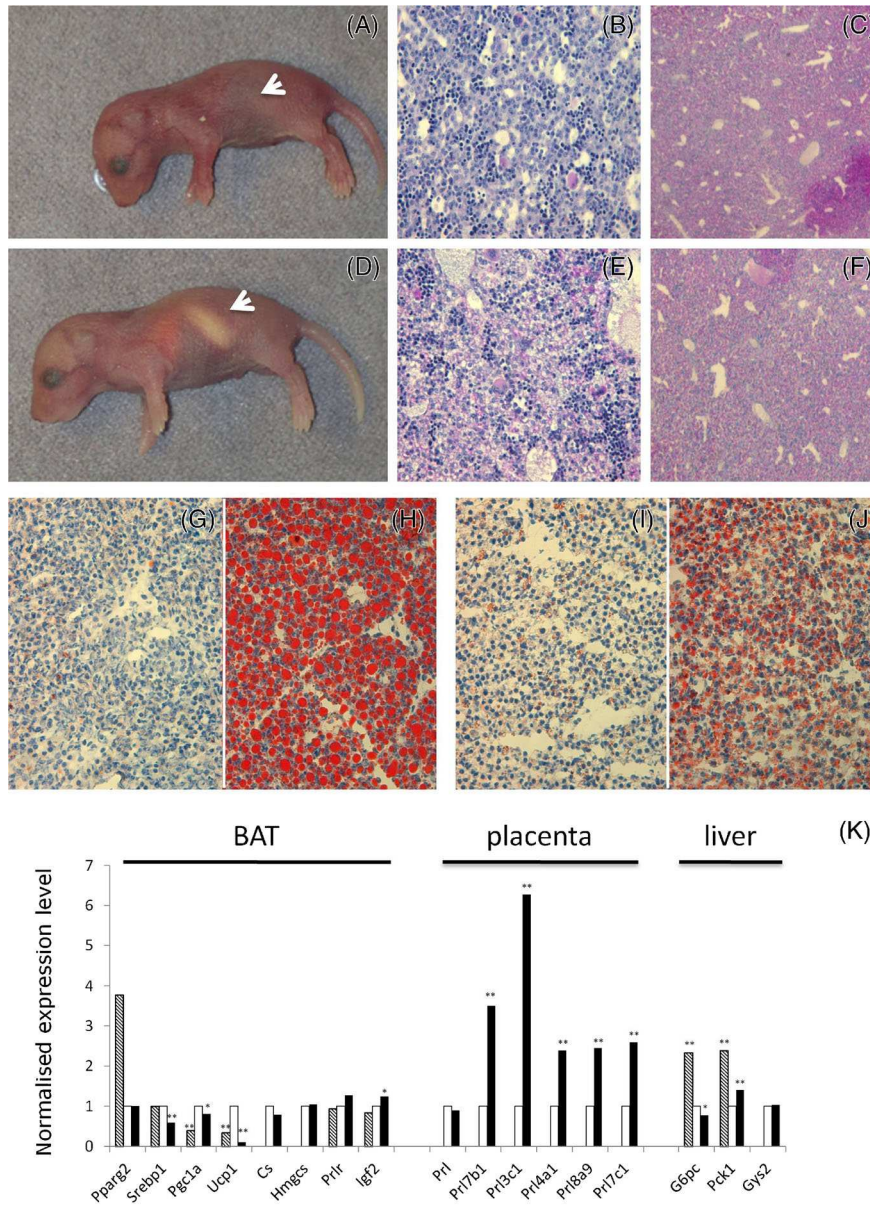 (A)
(B)
(C)
(D)
(E)
(F)
(G)
(H)
(I)
(J)
BAT
placenta
liver
(K)
Normalised expression level
7
6
5
4
3
2
1
0
** ** * ** ** *
** ** ** ** **
** * ** **
Pparg2
Srebp1
Pgc1a
Ucp1
Cs
Hmgcs
Prlr
Igf2
Prl
Prl7b1
Prl3c1
Prl4a1
Prl8a9
Prl7c1
G6pc
Pck1
Gys2